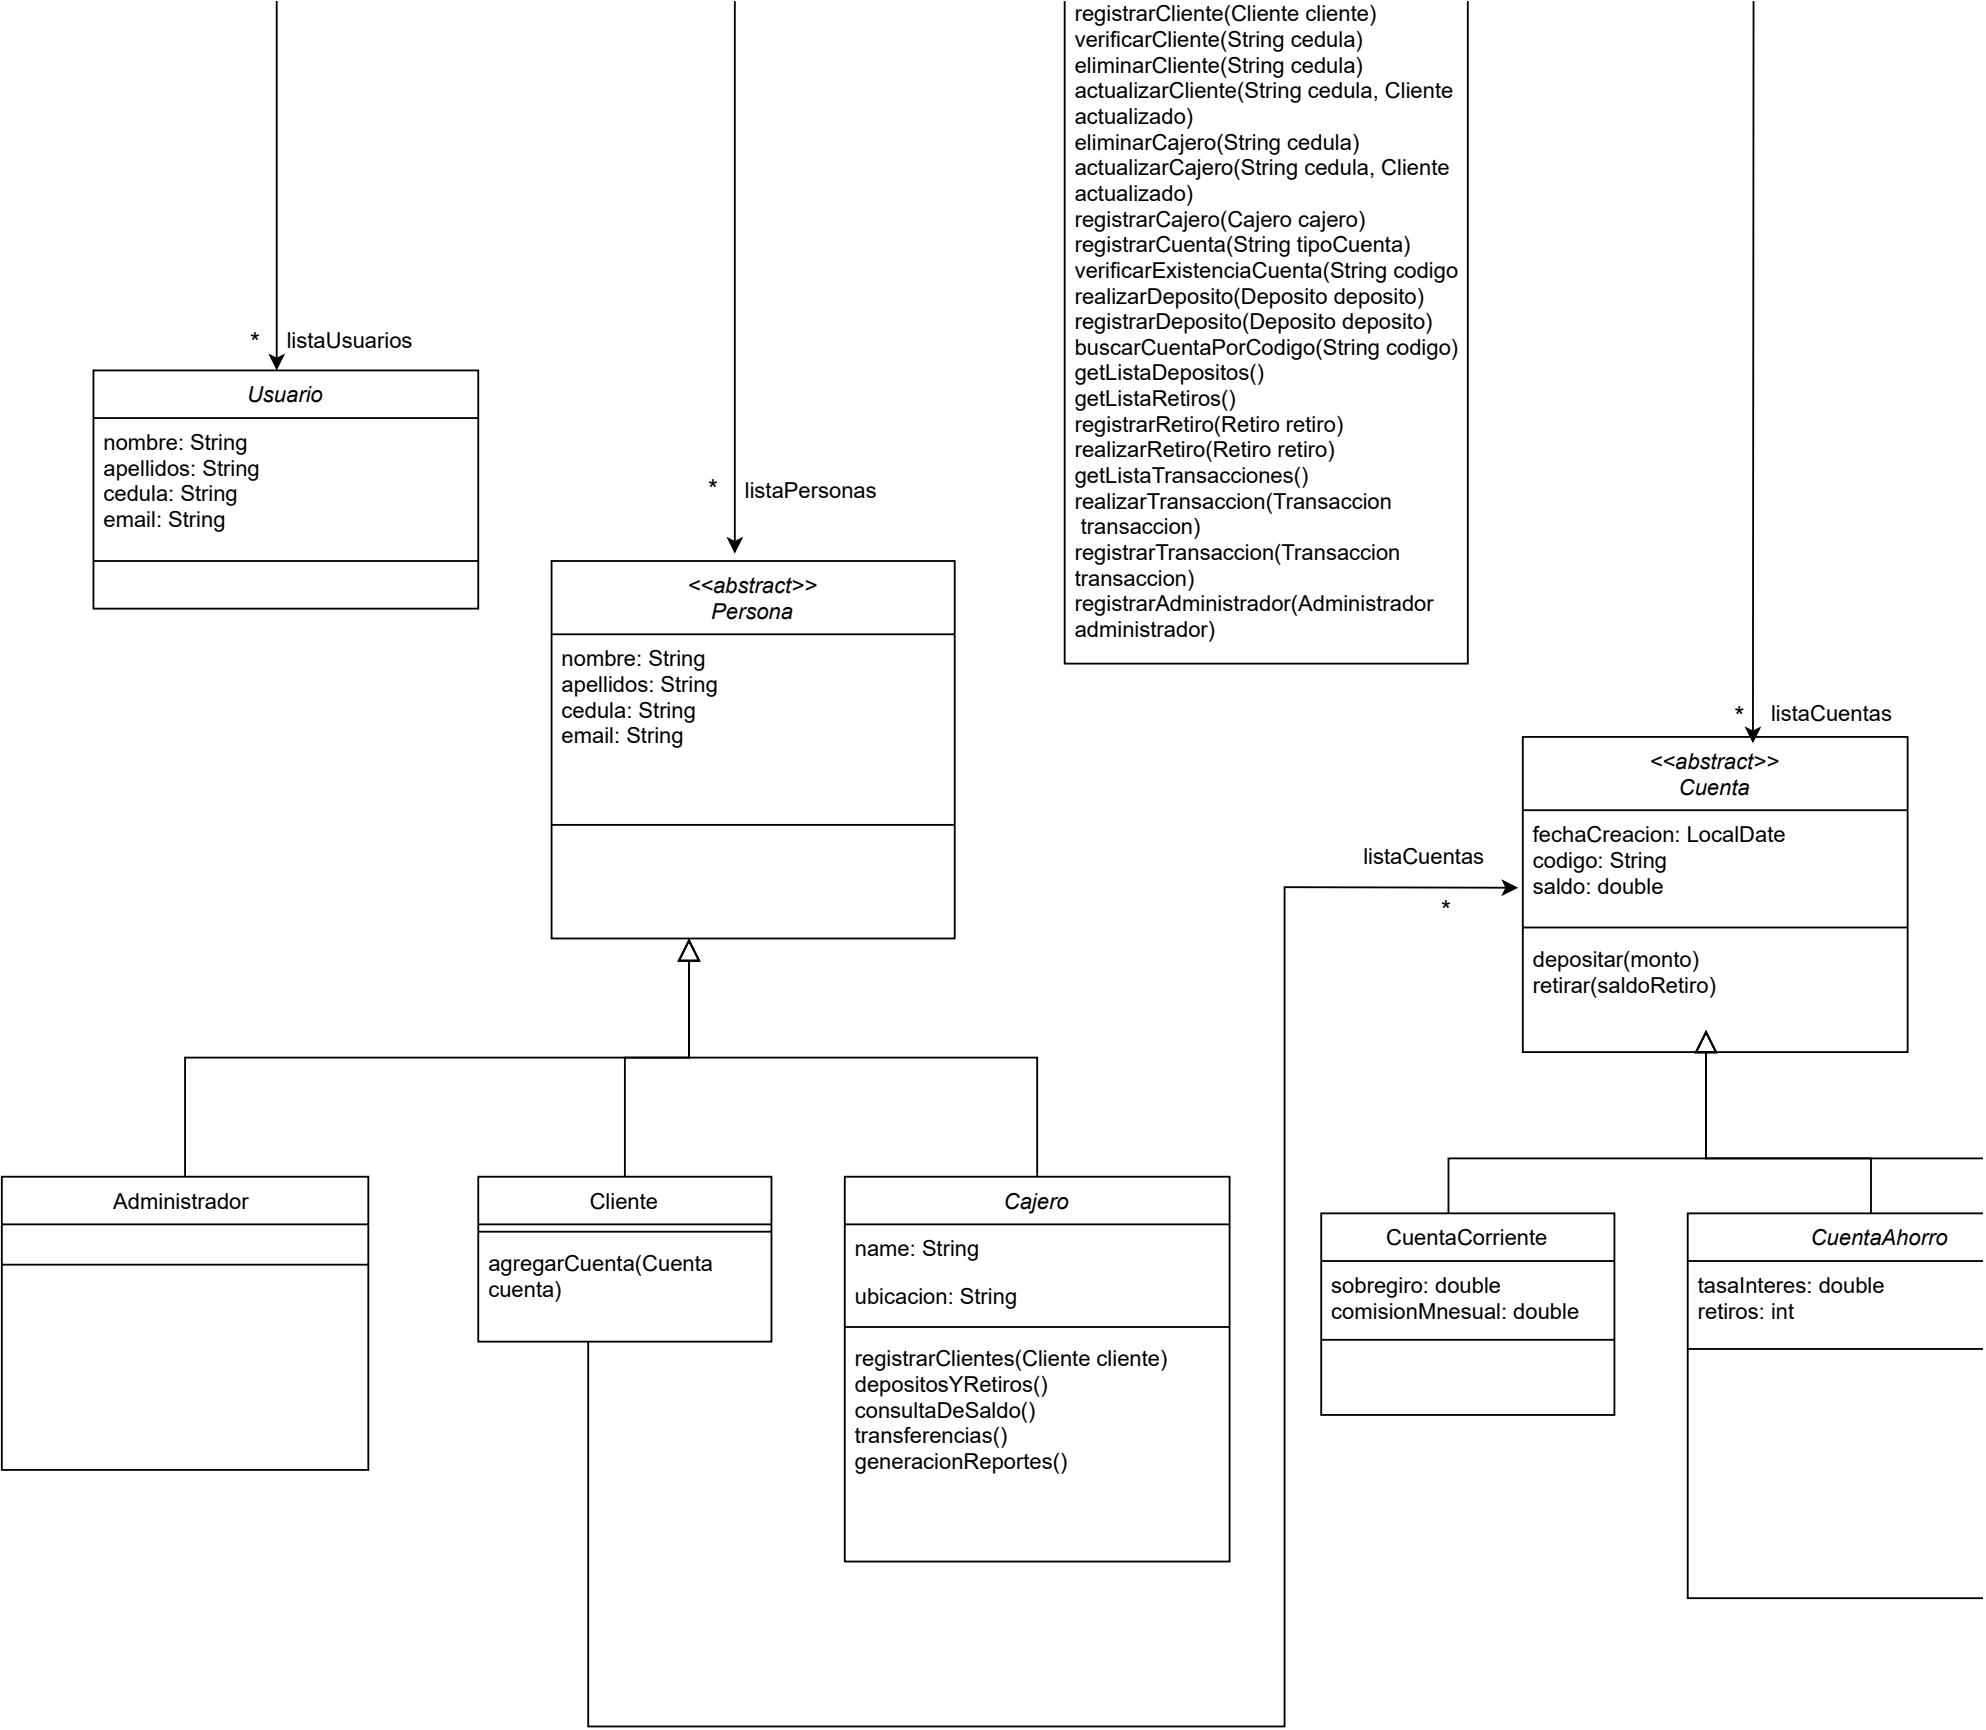 registrarCliente(Cliente cliente)
verificarCliente(String cedula)
eliminarCliente(String cedula)
actualizarCliente(String cedula, Cliente
actualizado)
eliminarCajero(String cedula)
actualizarCajero(String cedula, Cliente
actualizado)
registrarCajero(Cajero cajero)
registrarCuenta(String tipoCuenta)
verificarExistenciaCuenta(String codigo
realizarDeposito(Deposito deposito)
registrarDeposito(Deposito deposito)
buscarCuentaPorCodigo(String codigo)
getListaDepositos()
getListaRetiros()
registrarRetiro(Retiro retiro)
realizarRetiro(Retiro retiro)
getListaTransacciones()
realizarTransaccion(Transaccion
transaccion)
registrarTransaccion(Transaccion
transaccion)
registrarAdministrador(Administrador
administrador)
* listaUsuarios
Usuario
nombre: String
apellidos: String
cedula: String
email: String
* listaPersonas
<<abstract>>
Persona
nombre: String
apellidos: String
cedula: String
email: String
* listaCuentas
<<abstract>>
Cuenta
fechaCreacion: LocalDate
codigo: String
saldo: double
depositar(monto)
retirar(saldoRetiro)
listaCuentas
*
Administrador
Cliente
agregarCuenta(Cuenta
cuenta)
Cajero
name: String
ubicacion: String
registrarClientes(Cliente cliente)
depositosYRetiros()
consultaDeSaldo()
transferencias()
generacionReportes()
CuentaCorriente
sobregiro: double
comisionMnesual: double
CuentaAhorro
tasaInteres: double
retiros: int